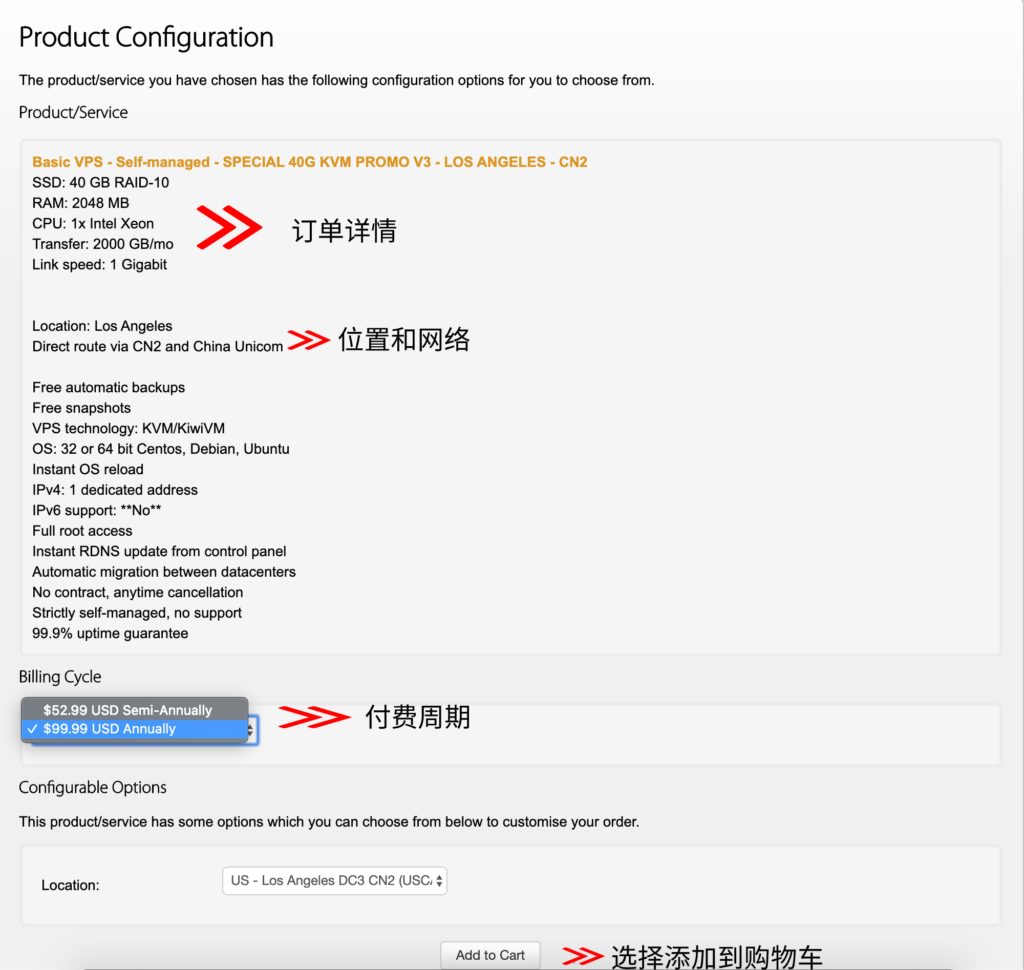 Product Configuration
The product/service you have chosen has the following configuration options for you to choose from.
Product/Service
Basic VPS - Self-managed - SPECIAL 40G KVM PROMO V3 - LOS ANGELES - CN2
SSD: 40 GB RAID-10
RAM: 2048 MB
CPU: 1x Intel Xeon
订单详情
Transfer: 2000 GB/mo
Link speed: 1 Gigabit
Location: Los Angeles
Direct route via CN2 and China Unicom
位置和网络
Free automatic backups
Free snapshots
VPS technology: KVM/KiwiVM
OS: 32 or 64 bit Centos, Debian, Ubuntu
Instant OS reload
IPv4: 1 dedicated address
IPv6 support: **No**
Full root access
Instant RDNS update from control panel
Automatic migration between datacenters
No contract, anytime cancellation
Strictly self-managed, no support
99.9% uptime guarantee
Billing Cycle
$52.99 USD Semi-Annually
✓ $99.99 USD Annually
付费周期
Configurable Options
This product/service has some options which you can choose from below to customise your order.
Location: US - Los Angeles DC3 CN2 (USC
Add to Cart
选择添加到购物车